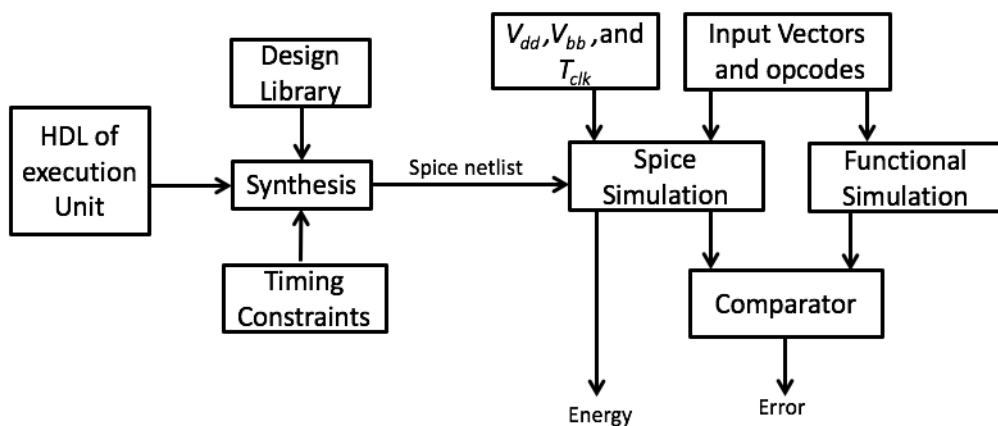 Design
Library
HDL of
execution
Unit
Synthesis
Timing
Constraints
Spice netlist
Vdd,Vbb,and
Tclk
Input Vectors
and opcodes
Spice
Simulation
Functional
Simulation
Comparator
Energy
Error